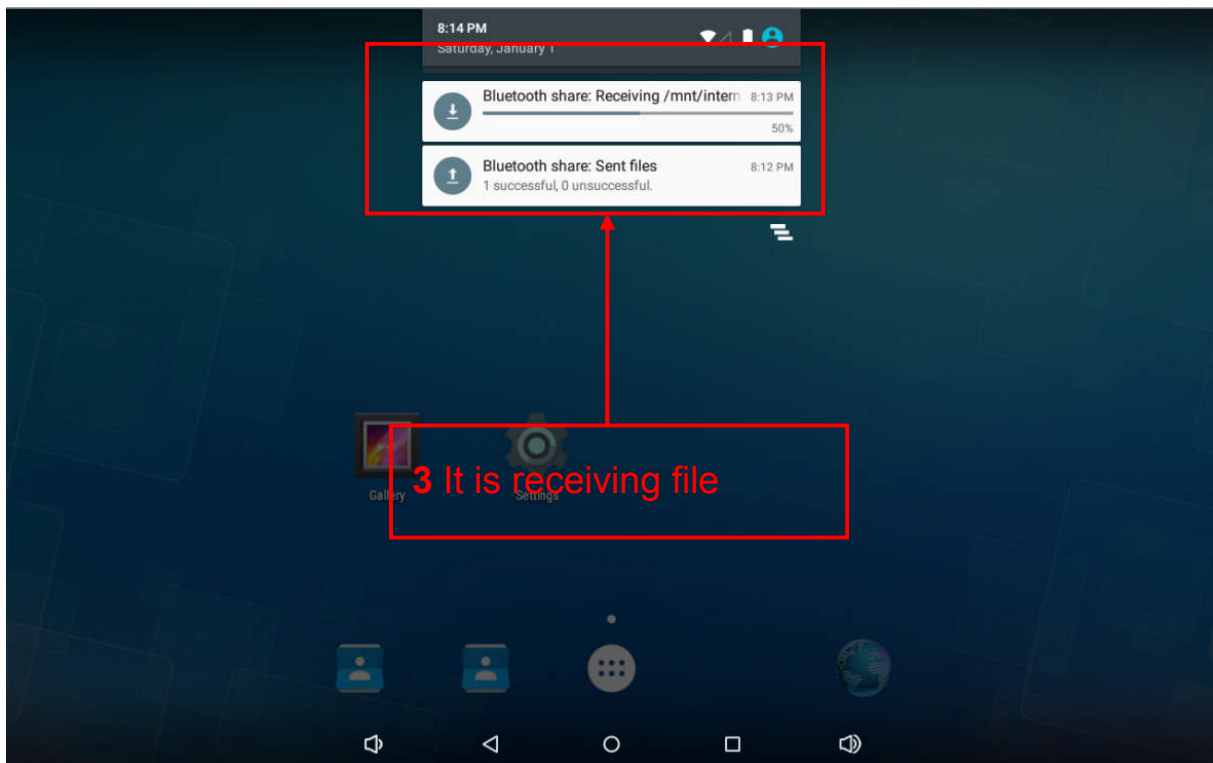 8:14 PM
Saturday, January 1
Bluetooth share: Receiving /mnt/intern 8:13 PM
50%
Bluetooth share: Sent files 8:12 PM
1 successful, 0 unsuccessful.
3 It is receiving file
Gallery Settings